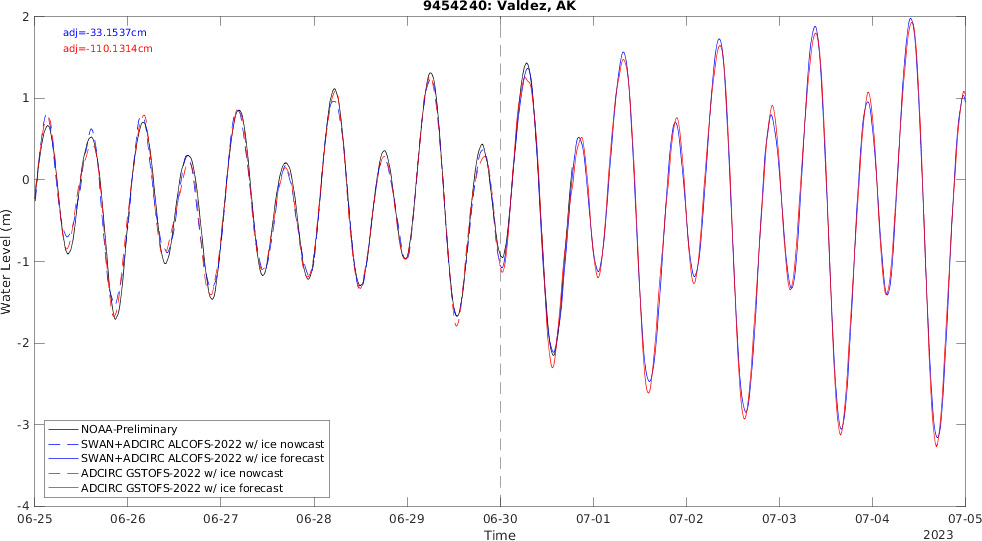 9454240: Valdez, AK
adj=-33.1537cm
adj=-110.1314cm
2
1
0
-1
-2
-3
-4
Water Level (m)
NOAA-Preliminary
SWAN+ADCIRC ALCOFS-2022 w/ ice nowcast
SWAN+ADCIRC ALCOFS-2022 w/ ice forecast
ADCIRC GSTOFS-2022 w/ ice nowcast
ADCIRC GSTOFS-2022 w/ ice forecast
06-25 06-26 06-27 06-28 06-29 06-30 07-01 07-02 07-03 07-04 07-05
Time
2023